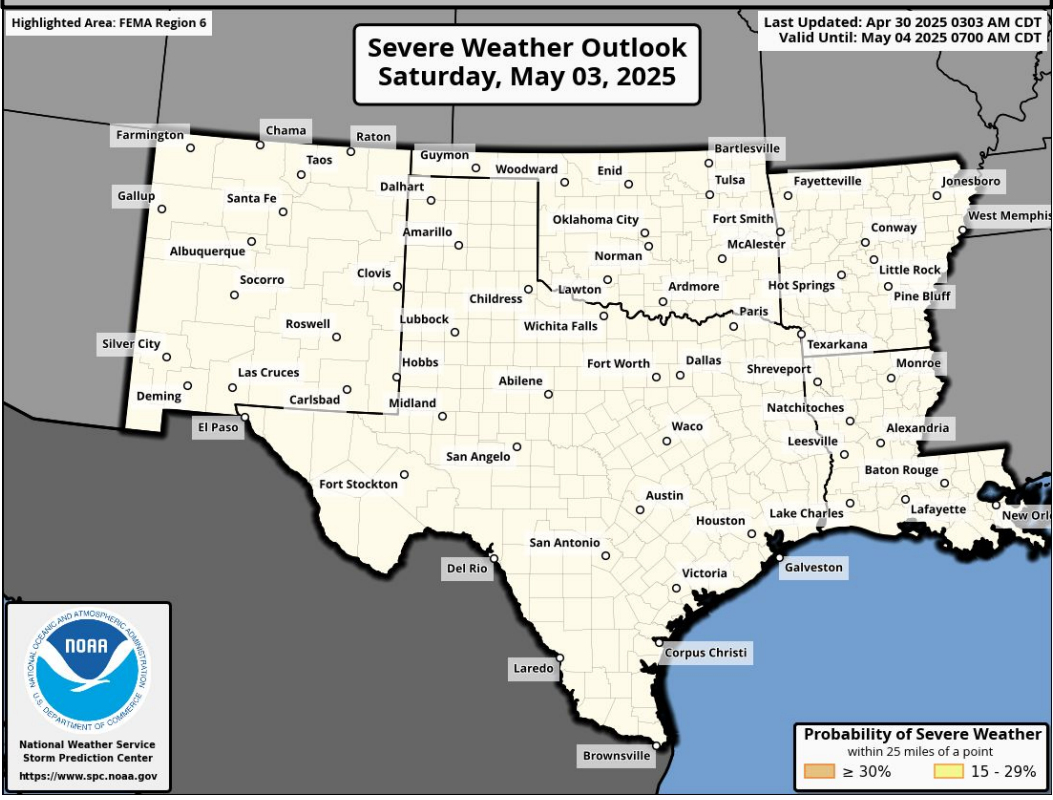 Highlighted Area: FEMA Region 6
Last Updated: Apr 30 2025 0303 AM CDT
Valid Until: May 04 2025 0700 AM CDT
Severe Weather Outlook
Saturday, May 03, 2025
Farmington
Chama
Raton
Taos
Guymon
Woodward
Enid
Bartlesville
Tulsa
Fayetteville
Jonesboro
Gallup
Santa Fe
Dalhart
Oklahoma City
Fort Smith
West Memphis
Albuquerque
Amarillo
Norman
McAlester
Conway
Socorro
Clovis
Childress
Lawton
Ardmore
Hot Springs
Little Rock
Pine Bluff
Roswell
Lubbock
Wichita Falls
Paris
Texarkana
Silver City
Las Cruces
Hobbs
Fort Worth
Dallas
Shreveport
Monroe
Deming
Carlsbad
Midland
Abilene
Natchitoches
El Paso
San Angelo
Waco
Leesville
Alexandria
Fort Stockton
Baton Rouge
Austin
Houston
Lake Charles
Lafayette
New Orl
Del Rio
San Antonio
Galveston
Victoria
Laredo
Corpus Christi
Brownsville
NATIONAL OCEANIC AND ATMOSPHERIC ADMINISTRATION
NOAA
U.S. DEPARTMENT OF COMMERCE
National Weather Service
Storm Prediction Center
https://www.spc.noaa.gov
Probability of Severe Weather
within 25 miles of a point
≥ 30%
15 - 29%